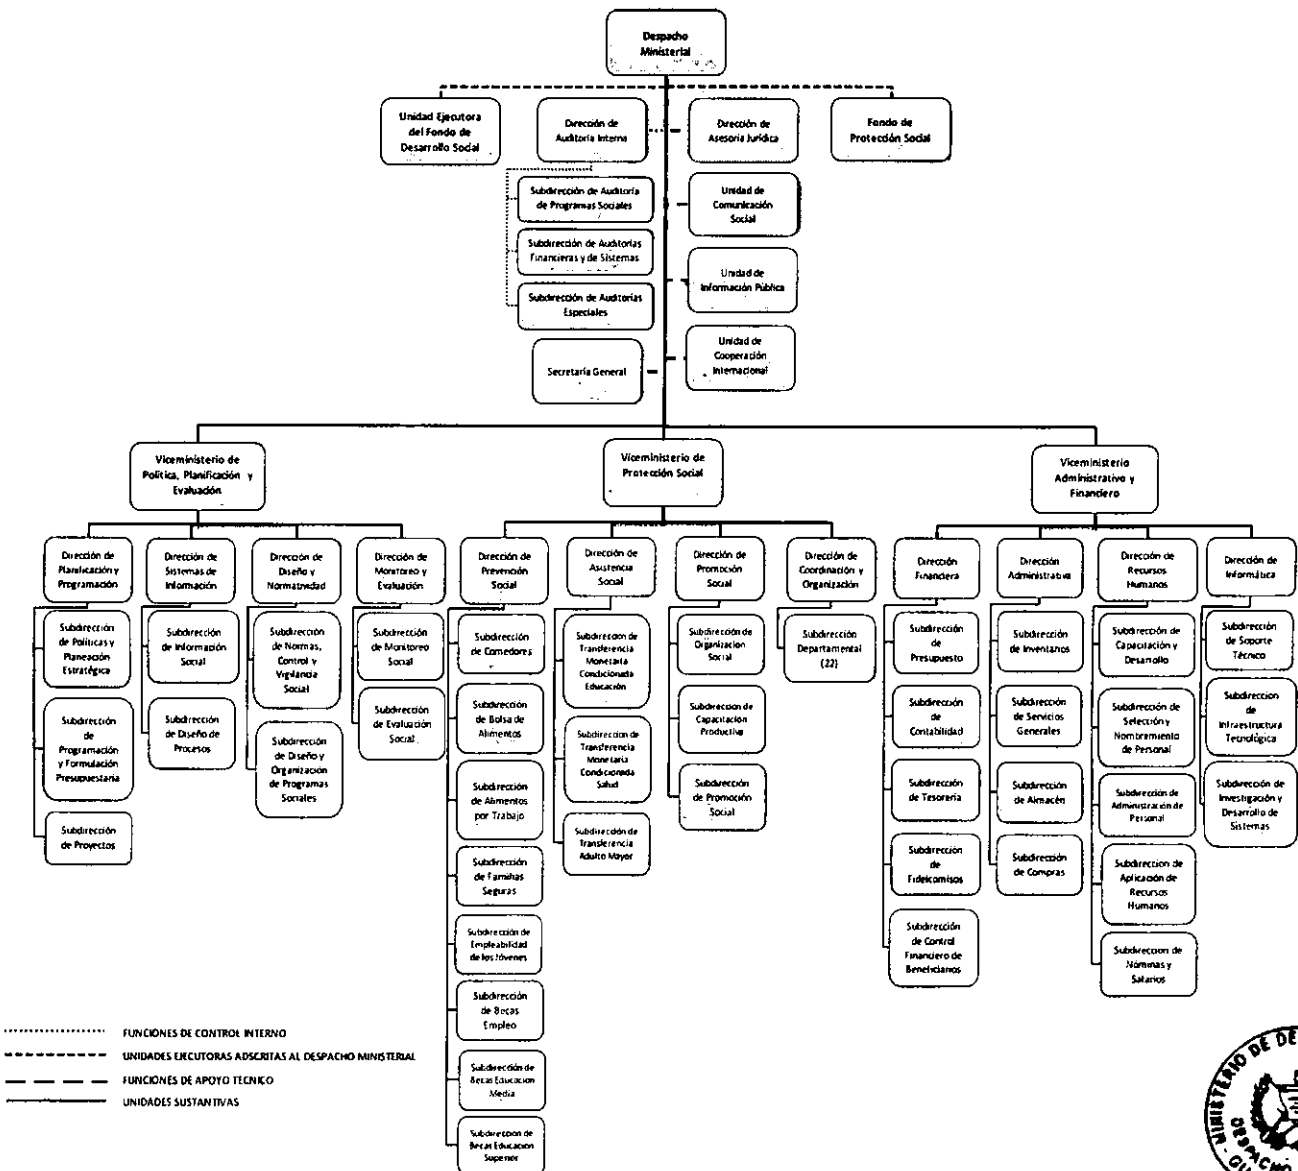 Despacho
Ministerial
Unidad Ejecutora
del Fondo de
Desarrollo Social
Dirección de
Auditoría Interna
Dirección de
Asesoría Jurídica
Fondo de
Protección Social
Subdirección de Auditoría
de Programas Sociales
Unidad de
Comunicación
Social
Subdirección de Auditorías
Financieras y de Sistemas
Unidad de
Información Pública
Subdirección de Auditorías
Especiales
Unidad de
Cooperación
Internacional
Secretaría General
Viceministerio de
Política, Planificación y
Evaluación
Viceministerio de
Protección Social
Viceministerio
Administrativo y
Financiero
Dirección de
Planificación y
Programación
Dirección de
Sistemas de
Información
Dirección de
Diseño y
Normatividad
Dirección de
Monitoreo y
Evaluación
Dirección de
Prevención
Social
Dirección de
Asistencia
Social
Dirección de
Promoción
Social
Dirección de
Coordinación y
Organización
Dirección
Financiera
Dirección
Administrativa
Dirección de
Recursos
Humanos
Dirección de
Informática
Subdirección
de Políticas y
Planeación
Estratégica
Subdirección
de
Programación
y Formulación
Presupuestaria
Subdirección
de Proyectos
Subdirección
de Información
Social
Subdirección
de Diseño de
Procesos
Subdirección
de Normas,
Control y
Vigilancia
Social
Subdirección
de Diseño y
Organización
de Programas
Sociales
Subdirección
de Monitoreo
Social
Subdirección
de Evaluación
Social
Subdirección
de Comedores
Subdirección
de Bolsa de
Alimentos
Subdirección
de Alimentos
por Trabajo
Subdirección
de Familias
Seguras
Subdirección de
Empleabilidad
de los Jóvenes
Subdirección
de Becas
Empleo
Subdirección de
Becas Educacion
Media
Subdireccion de
Becas Educacion
Superior
Subdireccion de
Transferencia
Monetaria
Condicionada
Educación
Subdireccion de
Transferencia
Monetaria
Condicionada
Salud
Subdirección de
Transferencia
Adulto Mayor
Subdirección de
Organizacion
Social
Subdirección de
Capacitación
Productiva
Subdirección
de Promoción
Social
Subdirección
Departamental
(22)
Subdirección
de
Presupuesto
Subdirección
de
Contabilidad
Subdirección
de Tesorería
Subdirección
de
Fideicomisos
Subdirección
de Control
Financiero de
Beneficiarios
Subdirección
de Inventarios
Subdirección
de Servicios
Generales
Subdirección
de Almacén
Subdirección
de Compras
Subdirección de
Capacitación y
Desarrollo
Subdirección de
Selección y
Nombramiento
de Personal
Subdirección de
Administración de
Personal
Subdireccion de
Aplicación de
Recursos
Humanos
Subdireccion de
Nóminas y
Salarios
Subdirección
de Soporte
Técnico
Subdireccion
de
Infraestructura
Tecnológica
Subdirección de
Investigación y
Desarrollo de
Sistemas
FUNCIONES DE CONTROL INTERNO
UNIDADES EJECUTORAS ADSCRITAS AL DESPACHO MINISTERIAL
FUNCIONES DE APOYO TECNICO
UNIDADES SUSTANTIVAS
MINISTERIO DE DE
DESPACHO